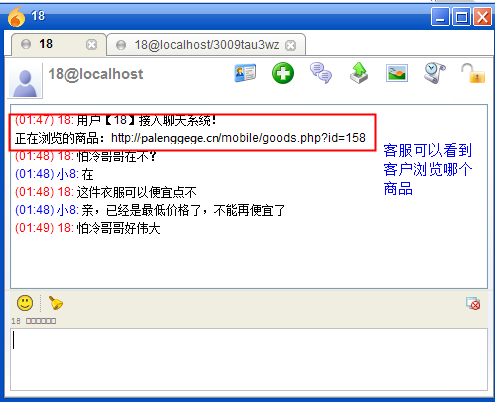 18
18
18@localhost/3009tau3wz
18@localhost
(01:47) 18: 用户【18】接入聊天系统!
正在浏览的商品：http://palenggege.cn/mobile/goods.php?id=158
(01:48) 18: 怕冷哥哥在不?
(01:48) 小8: 在
(01:48) 18: 这件衣服可以便宜点不
(01:48) 小8: 亲，已经是最低价格了，不能再便宜了
(01:49) 18: 怕冷哥哥好伟大
客服可以看到
客户浏览哪个
商品
18 □□□□□□